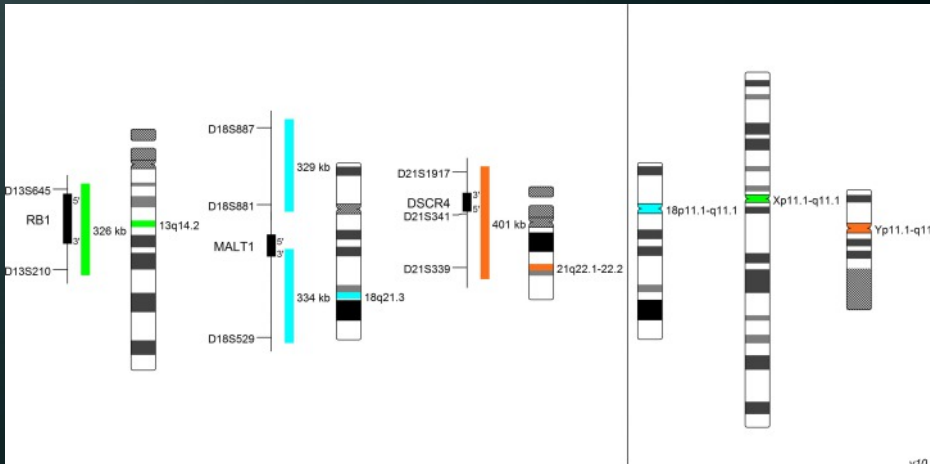 D13S645
5'
RB1
3'
D13S210
326 kb
13q14.2
D18S887
329 kb
D18S881
MALT1
5'
3'
334 kb
18q21.3
D18S529
D21S1917
3'
DSCR4
5'
D21S341
401 kb
D21S339
21q22.1-22.2
18p11.1-q11.1
Xp11.1-q11.1
Yp11.1-q11